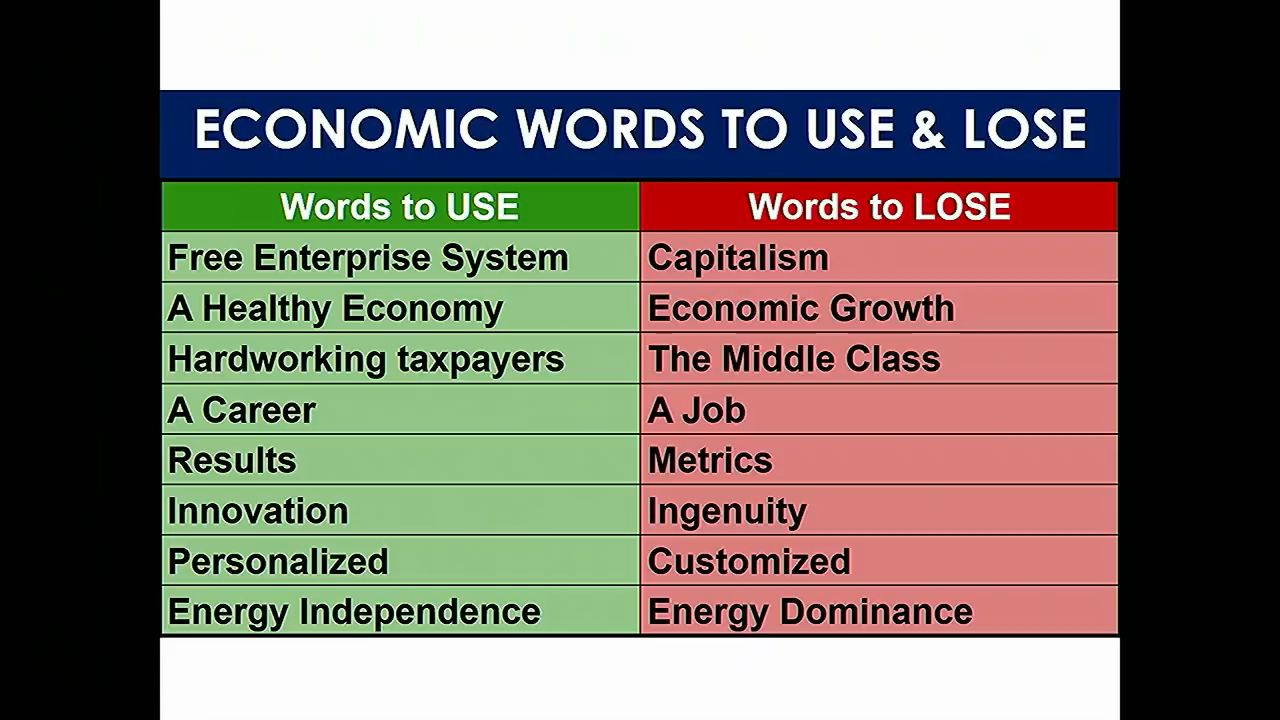 ECONOMIC WORDS TO USE & LOSE
Words to USE Words to LOSE
Free Enterprise System Capitalism
A Healthy Economy Economic Growth
Hardworking taxpayers The Middle Class
A Career A Job
Results Metrics
Innovation Ingenuity
Personalized Customized
Energy Independence Energy Dominance